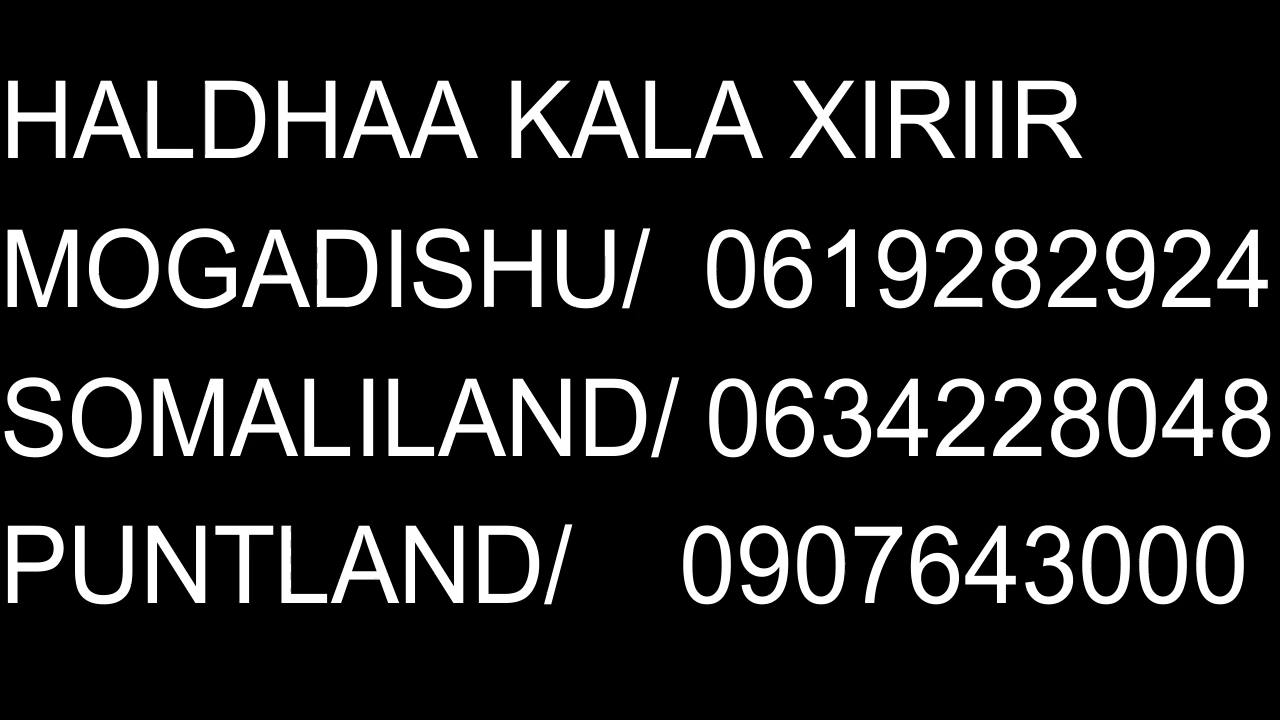 HALDHAA KALA XIRIIR
MOGADISHU/ 0619282924
SOMALILAND/ 0634228048
PUNTLAND/ 0907643000